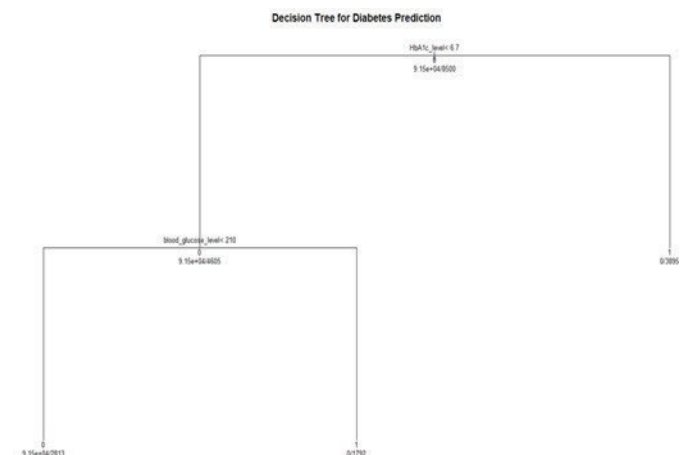 Decision Tree for Diabetes Prediction
HbA1c_level< 6.7
0
9.15e+04/8500
blood_glucose_level< 210
0
9.15e+04/4605
1
0/3895
0
9.15e+04/2813
1
0/1792